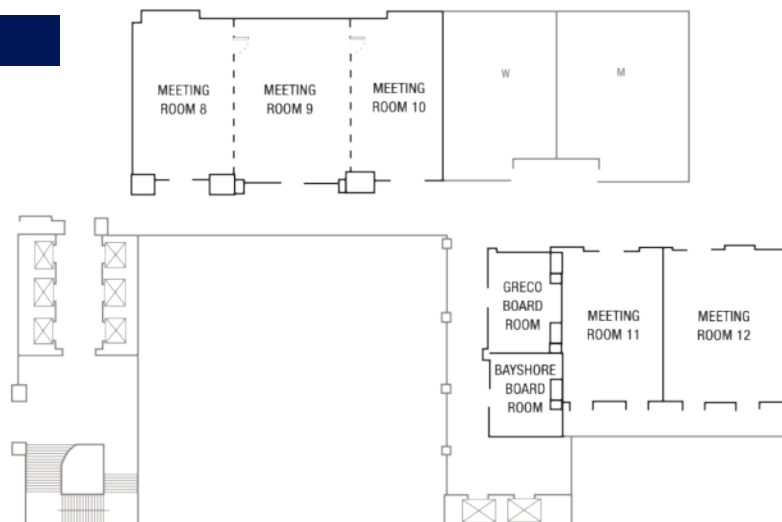 MEETING
ROOM 8
MEETING
ROOM 9
MEETING
ROOM 10
W
M
GRECO
BOARD
ROOM
BAYSHORE
BOARD
ROOM
MEETING
ROOM 11
MEETING
ROOM 12